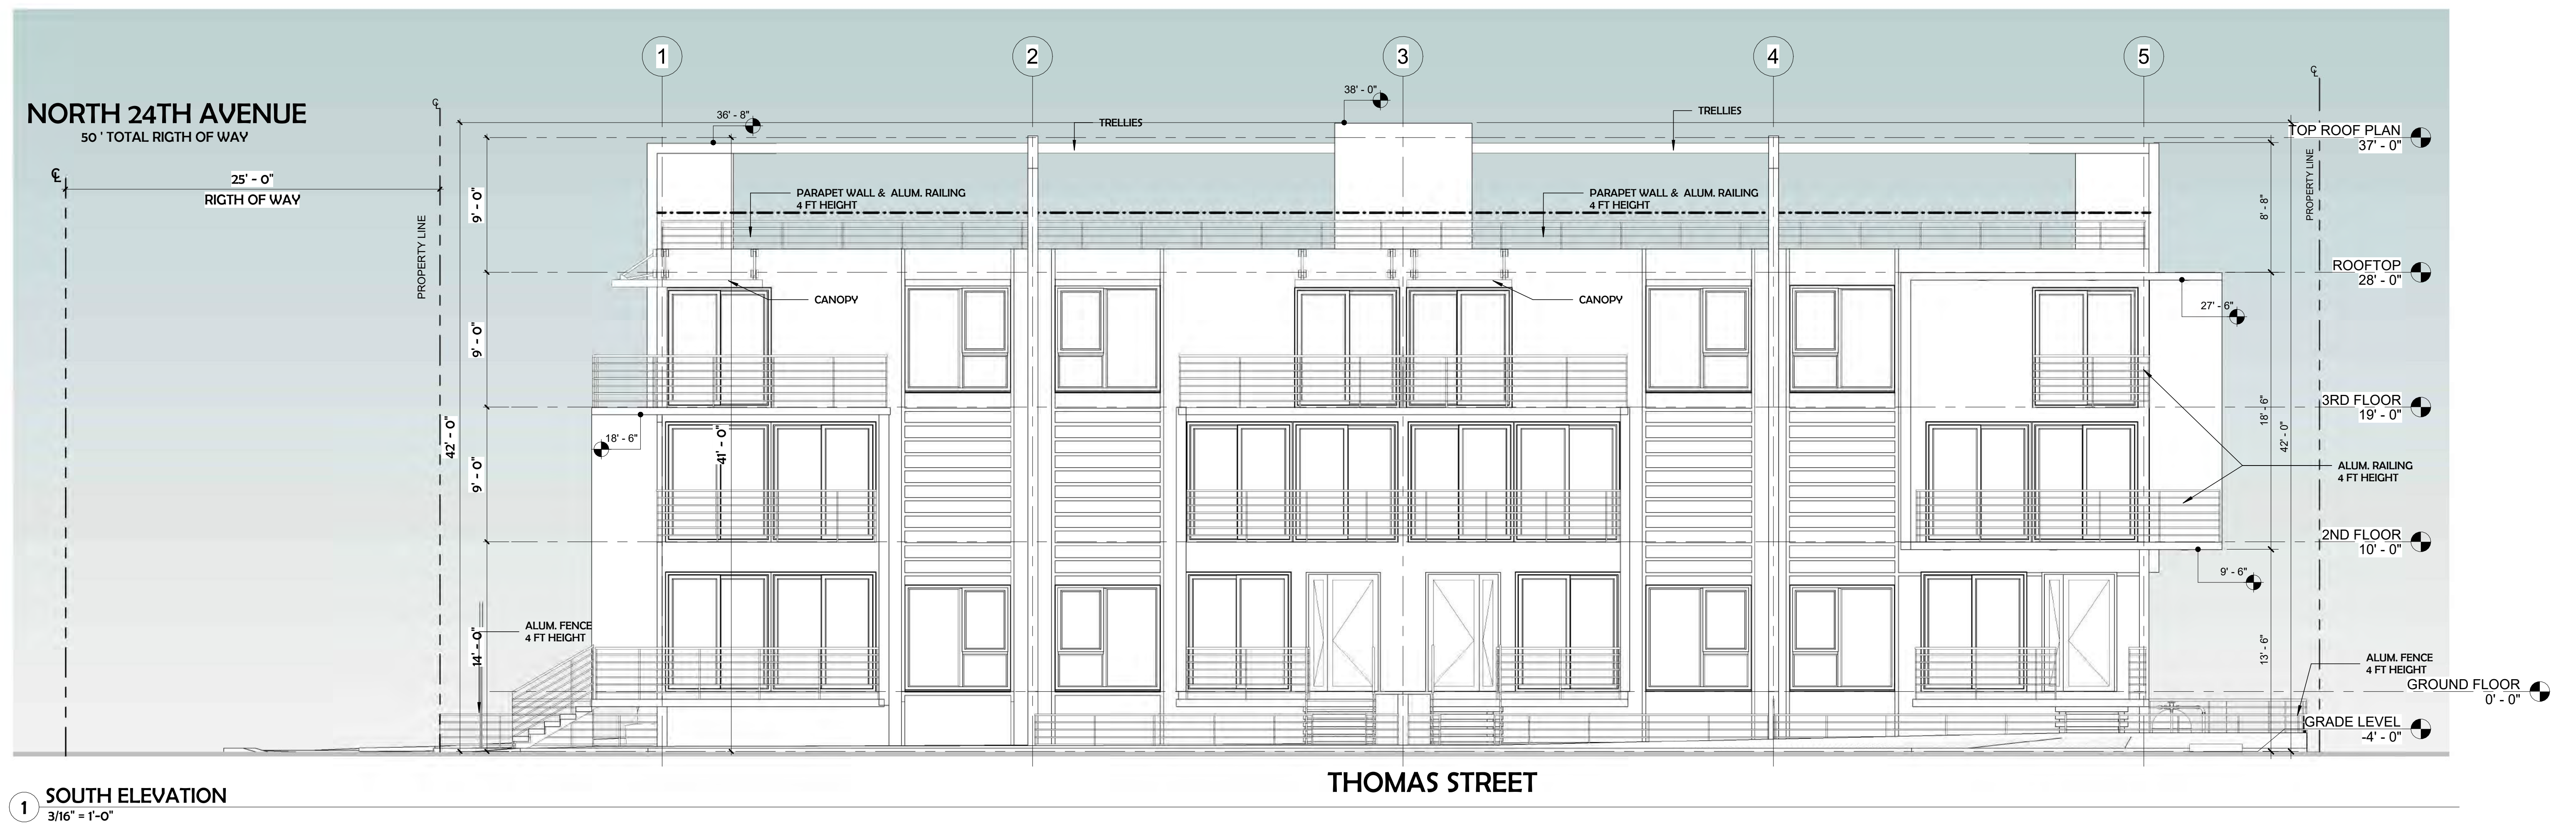 1
2
3
4
5
NORTH 24TH AVENUE
50 ' TOTAL RIGTH OF WAY
25' - 0"
RIGTH OF WAY
PROPERTY LINE
36' - 8"
38' - 0"
TRELLIES
TRELLIES
PARAPET WALL & ALUM. RAILING
4 FT HEIGHT
PARAPET WALL & ALUM. RAILING
4 FT HEIGHT
CANOPY
CANOPY
9' - 0"
9' - 0"
9' - 0"
14' - 0"
42' - 0"
41' - 0"
18' - 6"
ALUM. FENCE
4 FT HEIGHT
TOP ROOF PLAN
37' - 0"
PROPERTY LINE
8' - 8"
ROOFTOP
28' - 0"
27' - 6"
3RD FLOOR
19' - 0"
18' - 6"
42' - 0"
ALUM. RAILING
4 FT HEIGHT
2ND FLOOR
10' - 0"
9' - 6"
13' - 6"
ALUM. FENCE
4 FT HEIGHT
GROUND FLOOR
0' - 0"
GRADE LEVEL
-4' - 0"
THOMAS STREET
1
SOUTH ELEVATION
3/16" = 1'-0"